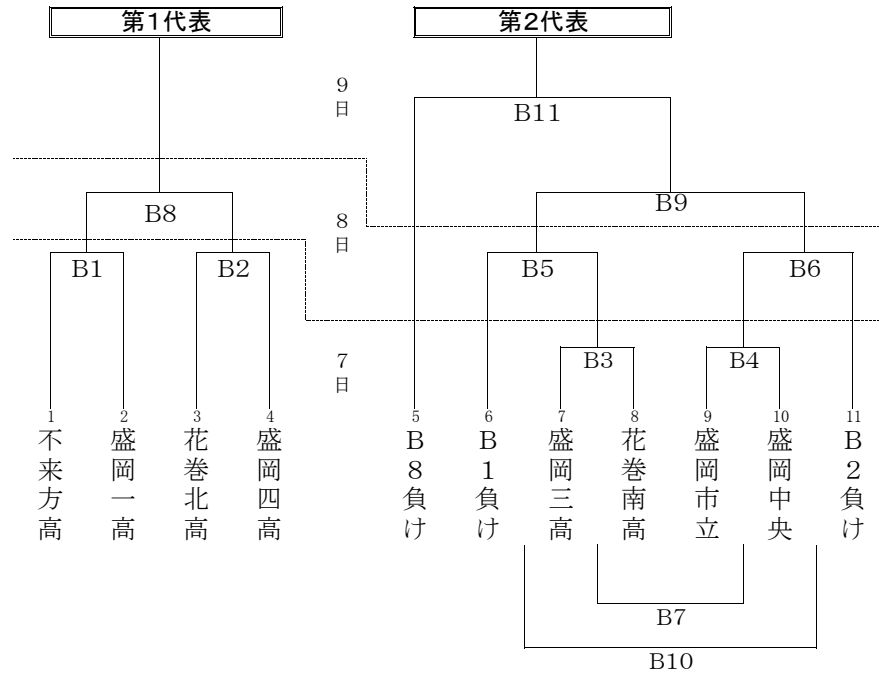 第1代表
第2代表
9日
B11
B8
8日
B9
B1
B2
B5
B6
7日
B3
B4
1
2
3
4
5
6
7
8
9
10
11
不来方高
盛岡一高
花巻北高
盛岡四高
B8負け
B1負け
盛岡三高
花巻南高
盛岡市立
盛岡中央
B2負け
B7
B10